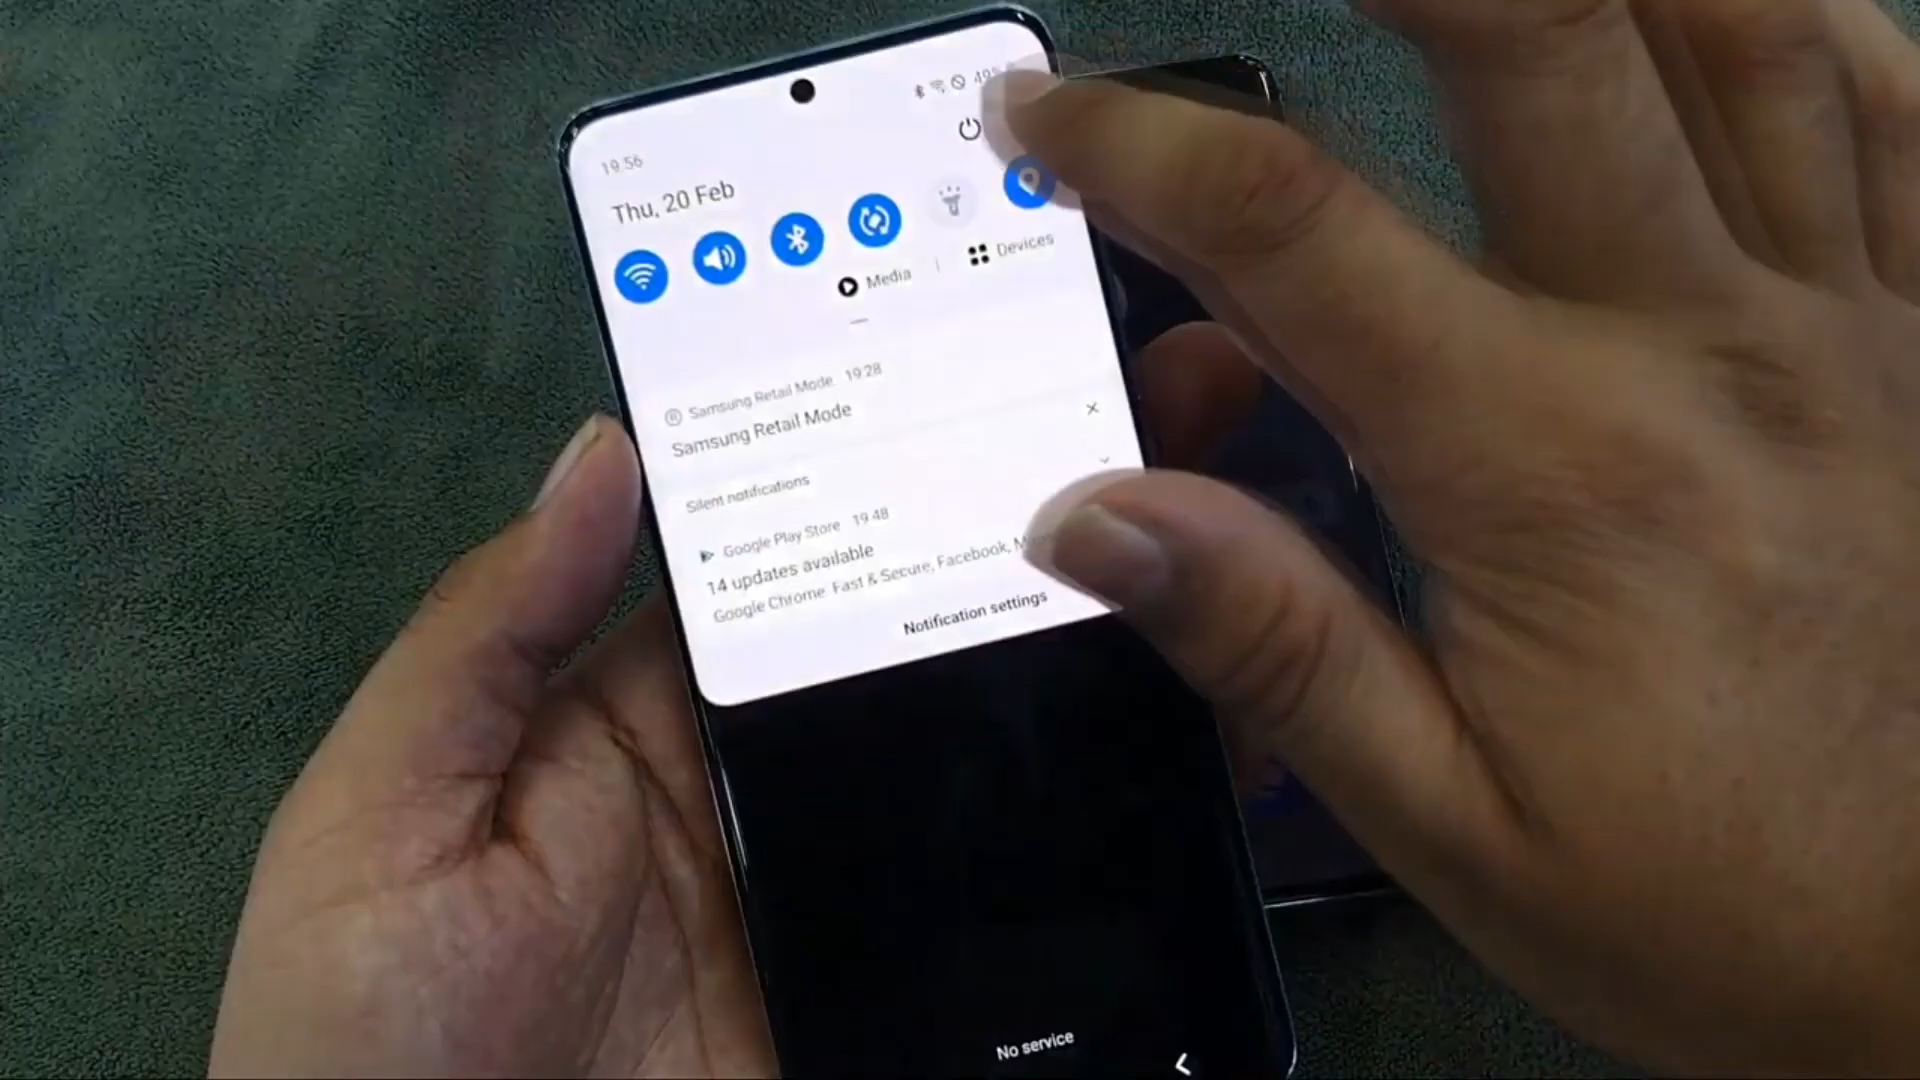 19:56
Thu, 20 Feb
Media
Devices
Samsung Retail Mode 19:28
Samsung Retail Mode
Silent notifications
Google Play Store 19:48
14 updates available
Google Chrome: Fast & Secure, Facebook,
Notification settings
No service